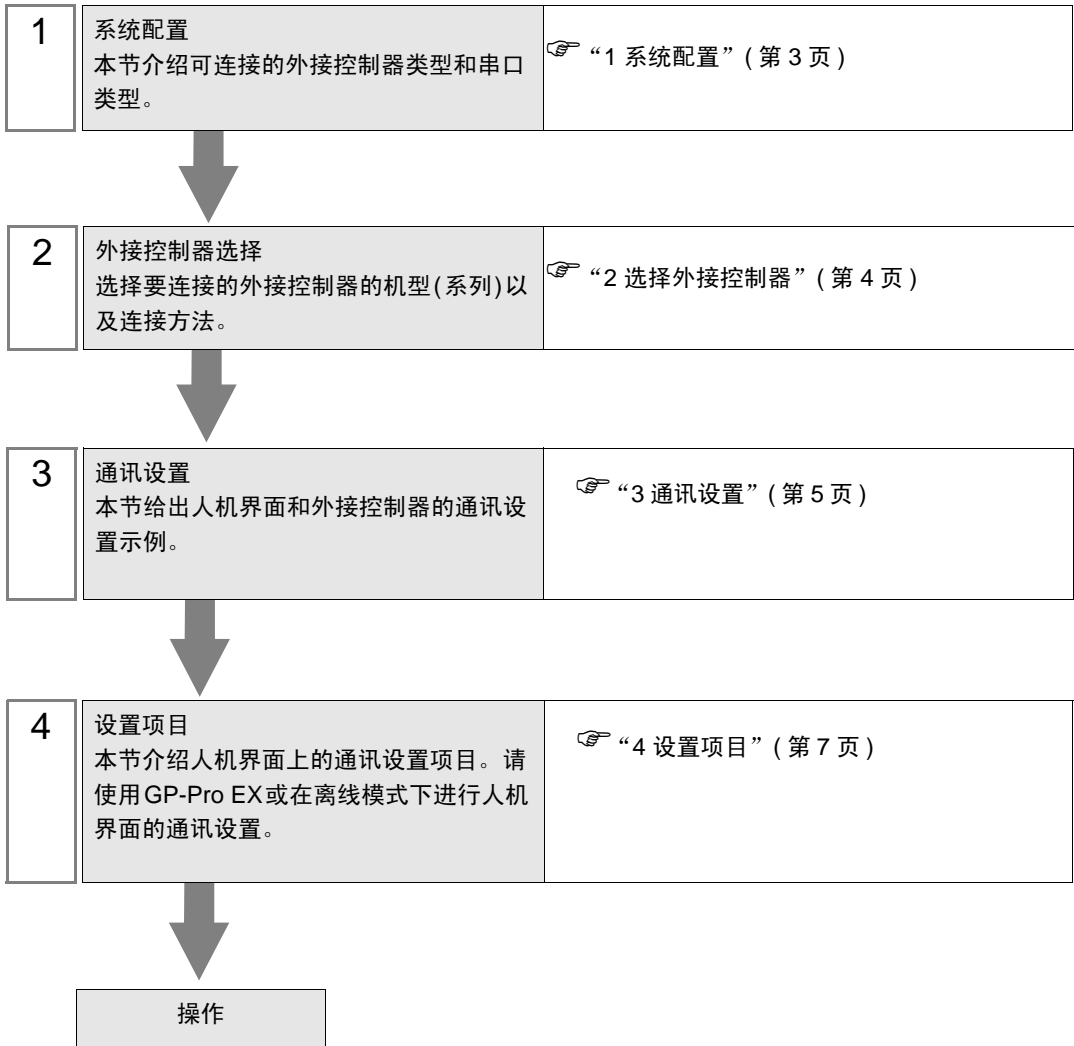 1
系统配置
本节介绍可连接的外接控制器类型和串口
类型。
☞ “1 系统配置” ( 第 3 页 )
2
外接控制器选择
选择要连接的外接控制器的机型(系列)以
及连接方法。
☞ “2 选择外接控制器” ( 第 4 页 )
3
通讯设置
本节给出人机界面和外接控制器的通讯设
置示例。
☞ “3 通讯设置” ( 第 5 页 )
4
设置项目
本节介绍人机界面上的通讯设置项目。请
使用GP-Pro EX或在离线模式下进行人机
界面的通讯设置。
☞ “4 设置项目” ( 第 7 页 )
操作